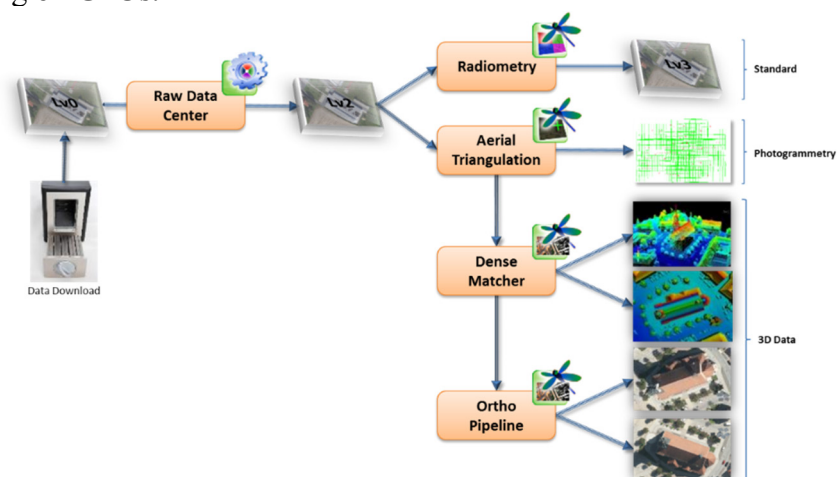 Lv0
Raw Data
Center
Lv2
Radiometry
Lv3
Standard
Aerial
Triangulation
Photogrammetry
Data Download
Dense
Matcher
3D Data
Ortho
Pipeline